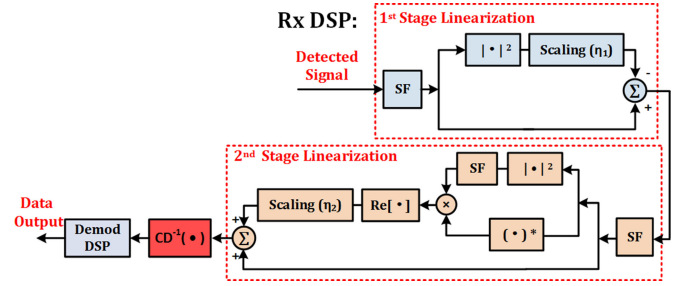 Rx DSP:
1st Stage Linearization
Detected
Signal
SF
|•|²
Scaling (η₁)
-
Σ
+
2nd Stage Linearization
SF
|•|²
Data
Output
Scaling (η₂)
Re[•]
×
Demod
DSP
CD⁻¹(•)
+
Σ
+
(•)*
SF